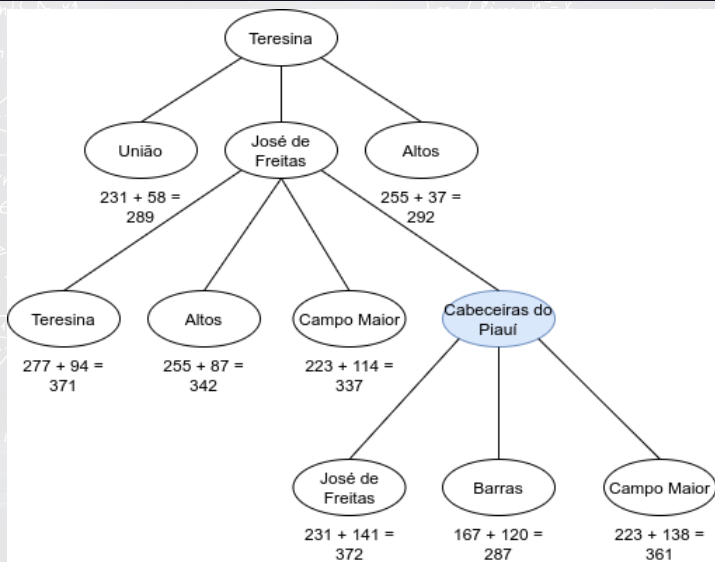 Teresina
União
José de
Freitas
Altos
231 + 58 =
289
255 + 37 =
292
Teresina
Altos
Campo Maior
Cabeceiras do
Piauí
277 + 94 =
371
255 + 87 =
342
223 + 114 =
337
José de
Freitas
Barras
Campo Maior
231 + 141 =
372
167 + 120 =
287
223 + 138 =
361